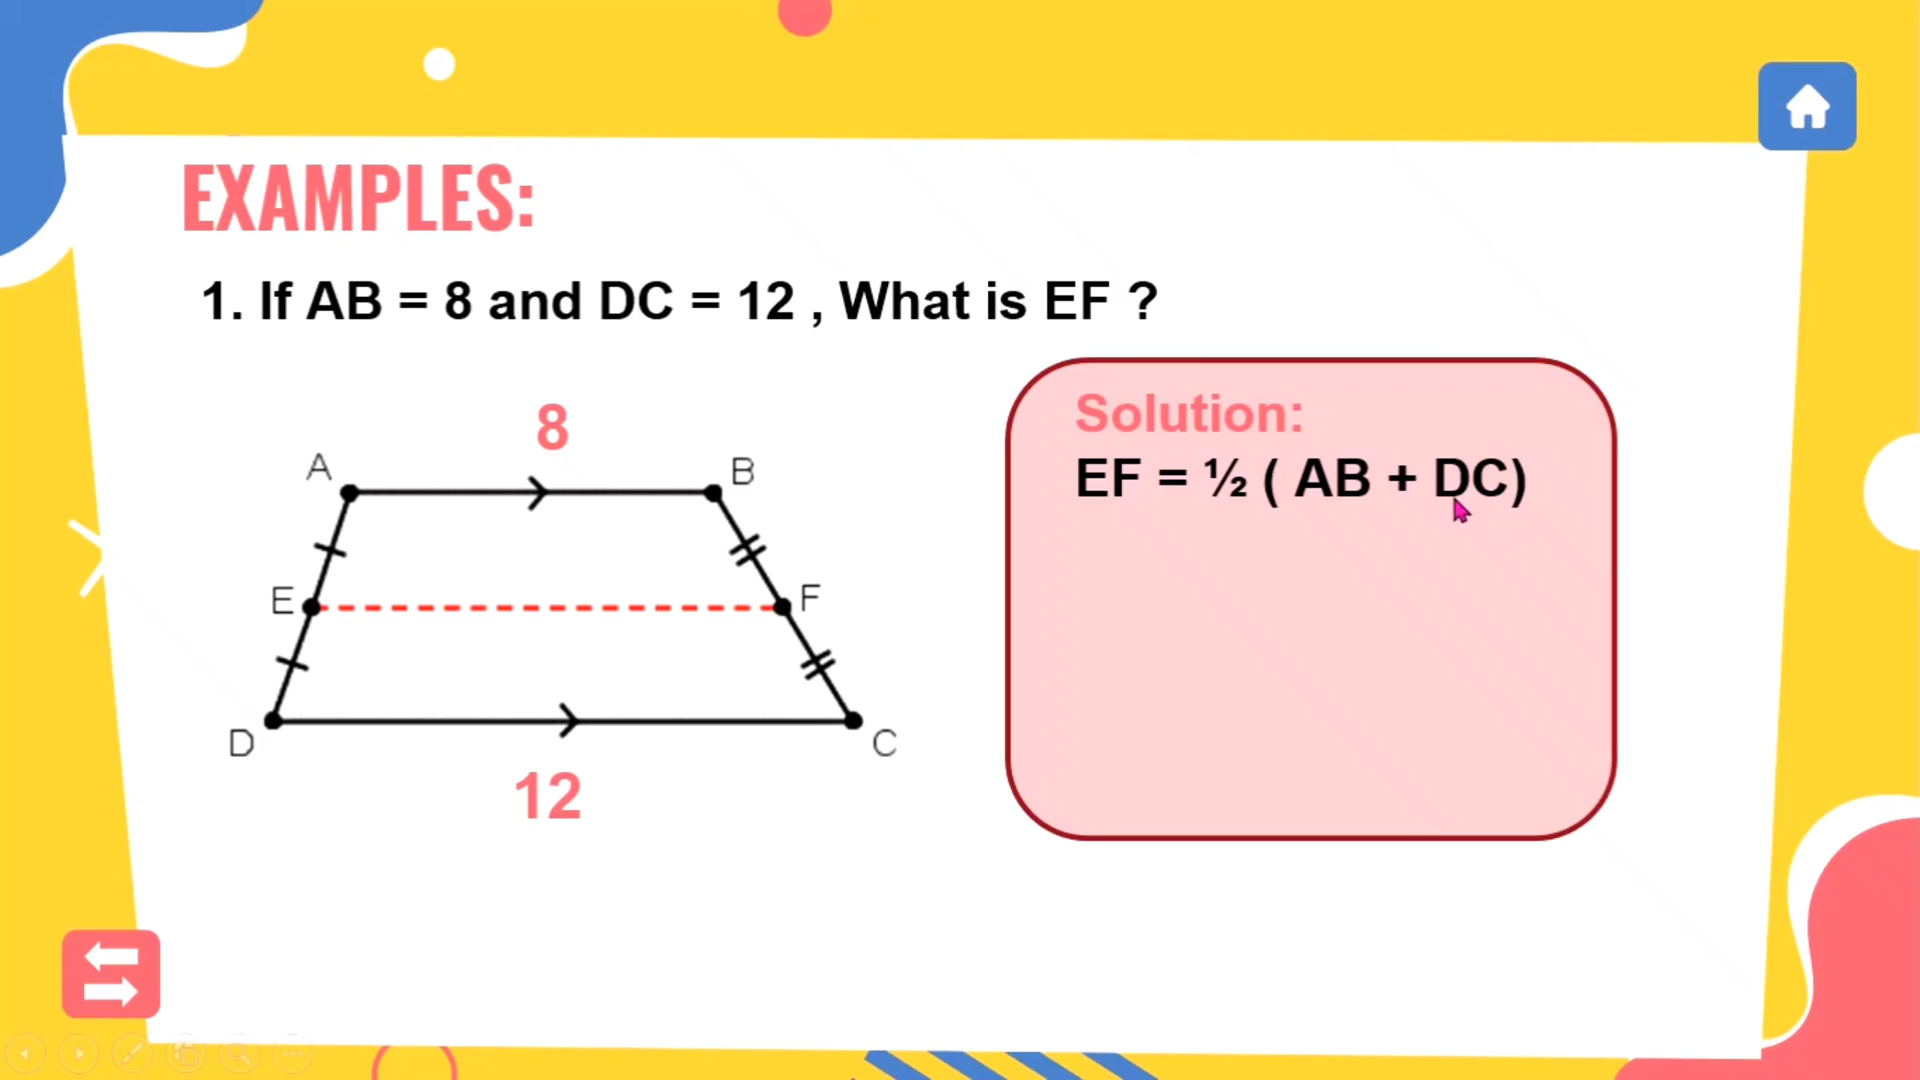 EXAMPLES:
1. If AB = 8 and DC = 12 , What is EF ?
8
A
B
E
F
D
C
12
Solution:
EF = ½ ( AB + DC)